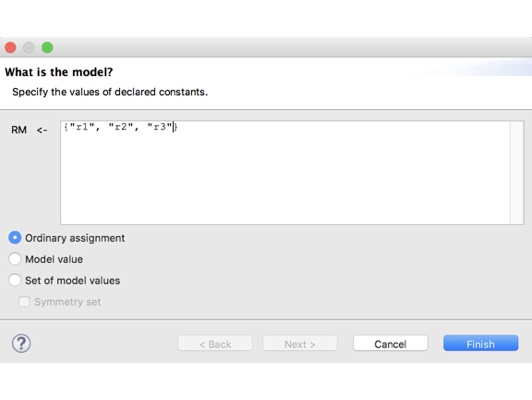 What is the model?
Specify the values of declared constants.
RM <- {"r1", "r2", "r3"}
Ordinary assignment
Model value
Set of model values
Symmetry set
? < Back Next > Cancel Finish